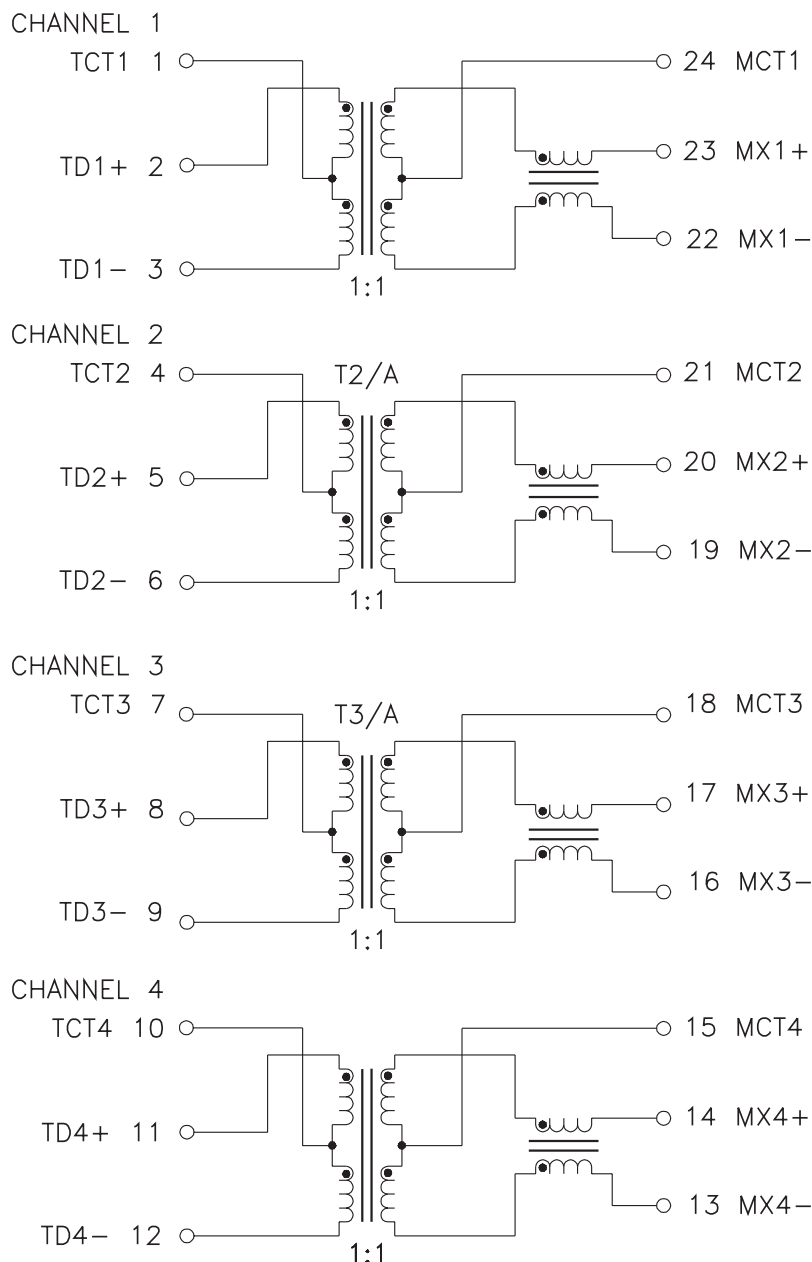 CHANNEL 1
TCT1 1
24 MCT1
TD1+ 2
23 MX1+
22 MX1−
TD1− 3
1:1
CHANNEL 2
TCT2 4
T2/A
21 MCT2
TD2+ 5
20 MX2+
19 MX2−
TD2− 6
1:1
CHANNEL 3
TCT3 7
T3/A
18 MCT3
TD3+ 8
17 MX3+
16 MX3−
TD3− 9
1:1
CHANNEL 4
TCT4 10
15 MCT4
TD4+ 11
14 MX4+
13 MX4−
TD4− 12
1:1